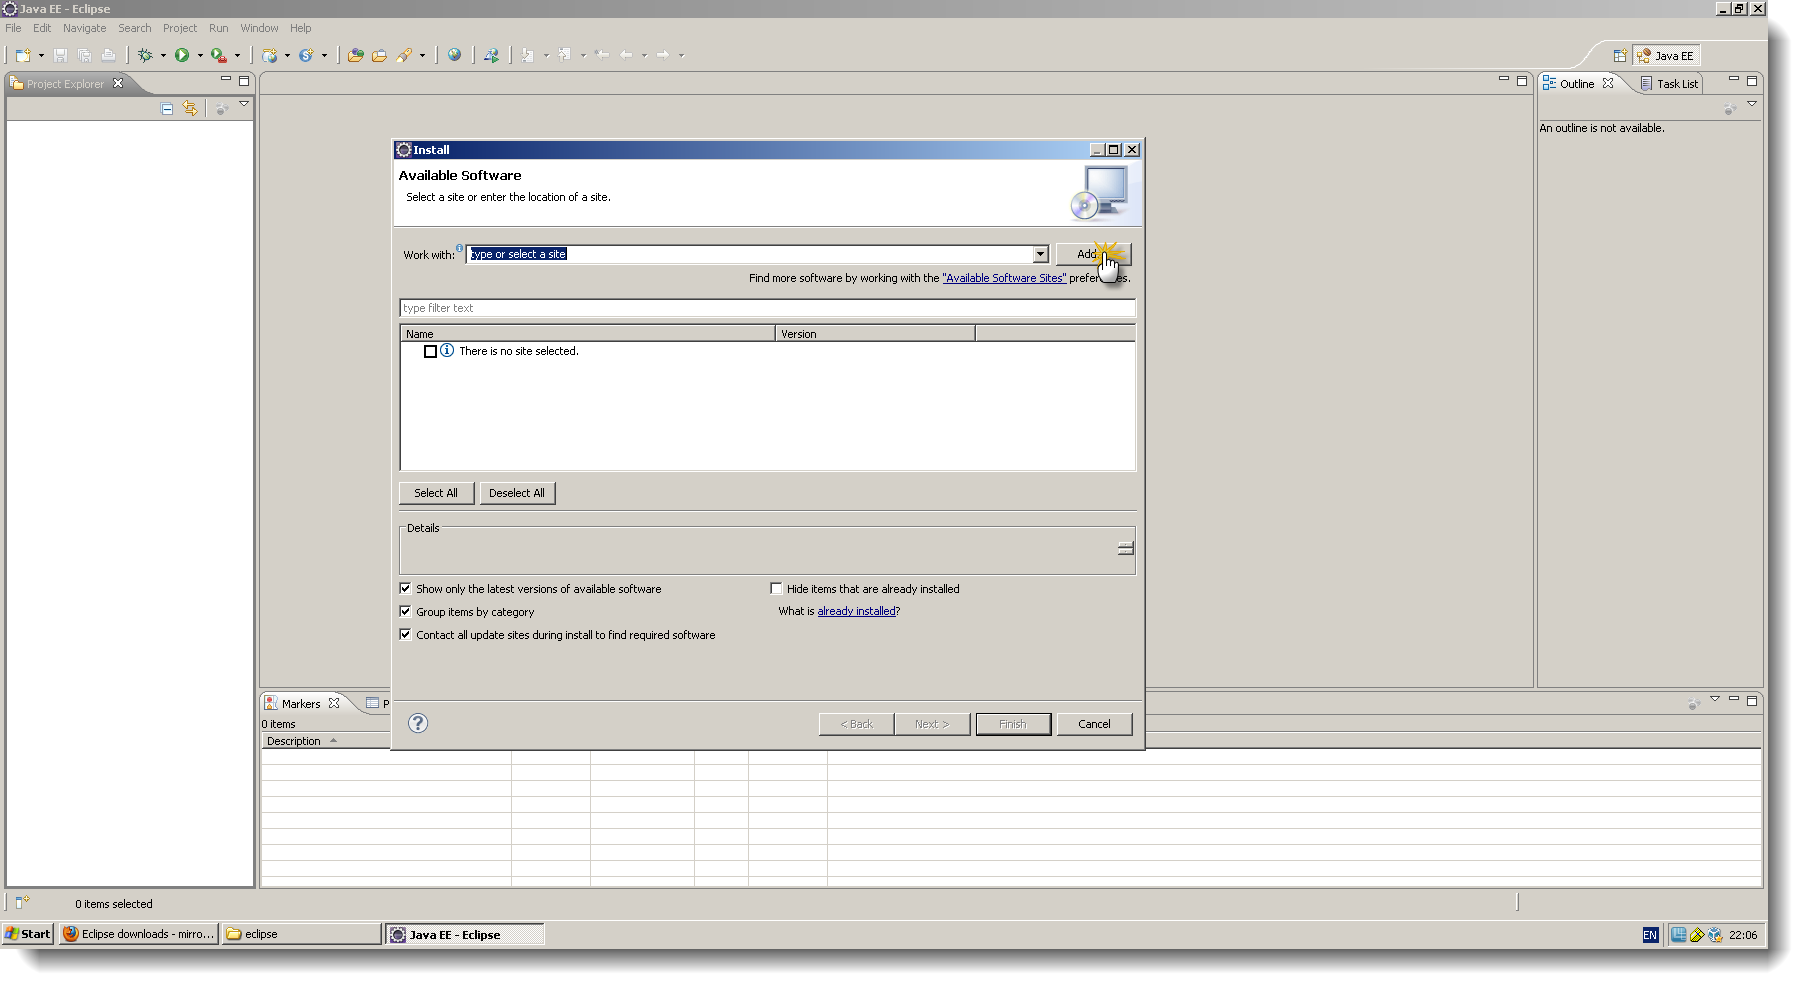 Java EE - Eclipse
File Edit Navigate Search Project Run Window Help
Java EE
Project Explorer
Outline
Task List
An outline is not available.
Install
Available Software
Select a site or enter the location of a site.
Work with: type or select a site
Add
Find more software by working with the "Available Software Sites"
type filter text
Name Version
There is no site selected.
Select All Deselect All
Details
Show only the latest versions of available software
Hide items that are already installed
Group items by category
What is already installed?
Contact all update sites during install to find required software
Markers
P
0 items
Description
? < Back Next > Finish Cancel
0 items selected
Start
Eclipse downloads - mirro...
eclipse
Java EE - Eclipse
EN
22:06